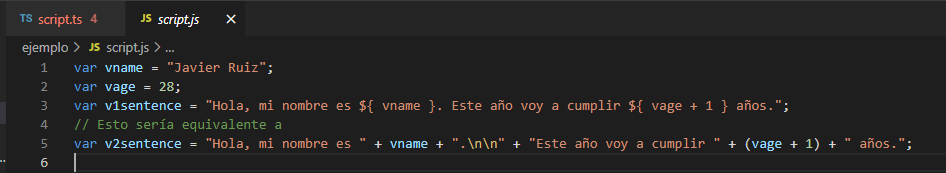 TS script.ts 4 JS script.js ×
ejemplo > JS script.js > ...
1 var vname = "Javier Ruiz";
2 var vage = 28;
3 var v1sentence = "Hola, mi nombre es ${ vname }. Este año voy a cumplir ${ vage + 1 } años.";
4 // Esto sería equivalente a
5 var v2sentence = "Hola, mi nombre es " + vname + ".\n\n" + "Este año voy a cumplir " + (vage + 1) + " años.";
6